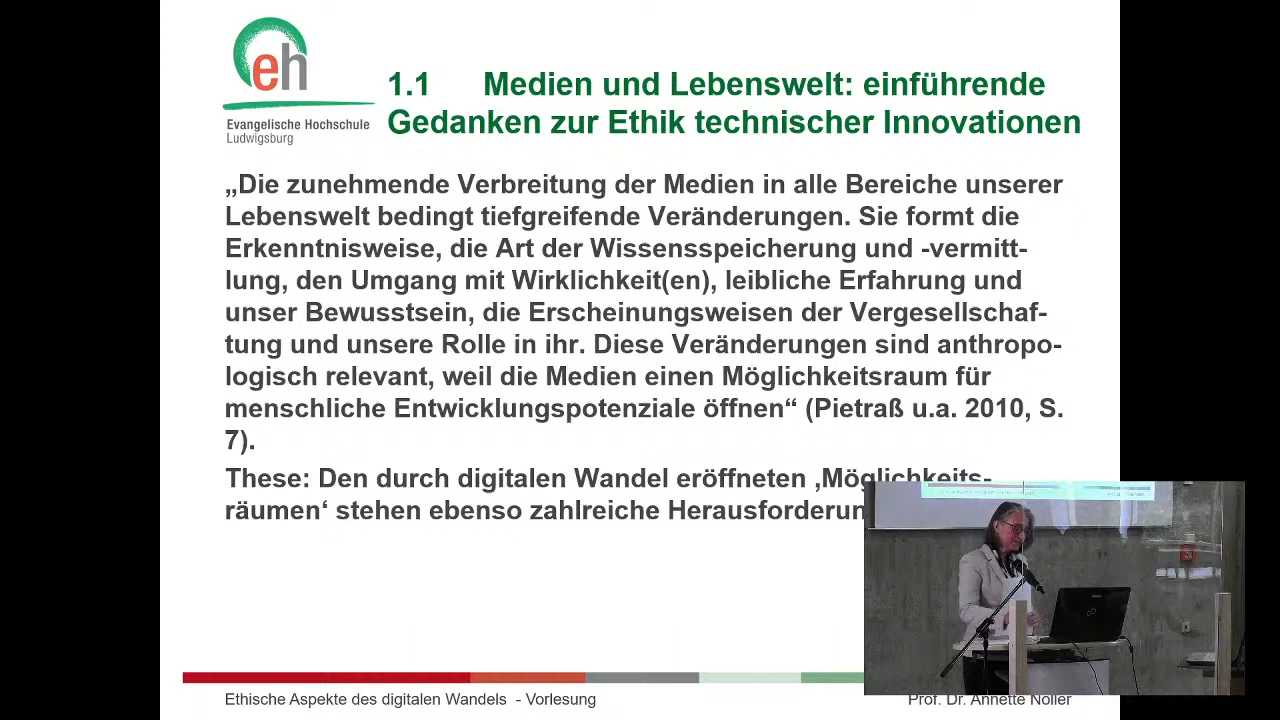 eh
Evangelische Hochschule
Ludwigsburg
1.1 Medien und Lebenswelt: einführende
Gedanken zur Ethik technischer Innovationen
„Die zunehmende Verbreitung der Medien in alle Bereiche unserer
Lebenswelt bedingt tiefgreifende Veränderungen. Sie formt die
Erkenntnisweise, die Art der Wissensspeicherung und -vermitt-
lung, den Umgang mit Wirklichkeit(en), leibliche Erfahrung und
unser Bewusstsein, die Erscheinungsweisen der Vergesellschaf-
tung und unsere Rolle in ihr. Diese Veränderungen sind anthropo-
logisch relevant, weil die Medien einen Möglichkeitsraum für
menschliche Entwicklungspotenziale öffnen“ (Pietraß u.a. 2010, S.
7).
These: Den durch digitalen Wandel eröffneten ‚Möglichkeits-
räumen‘ stehen ebenso zahlreiche
Ethische Aspekte des digitalen Wandels - Vorlesung
Prof. Dr. Annette Noller